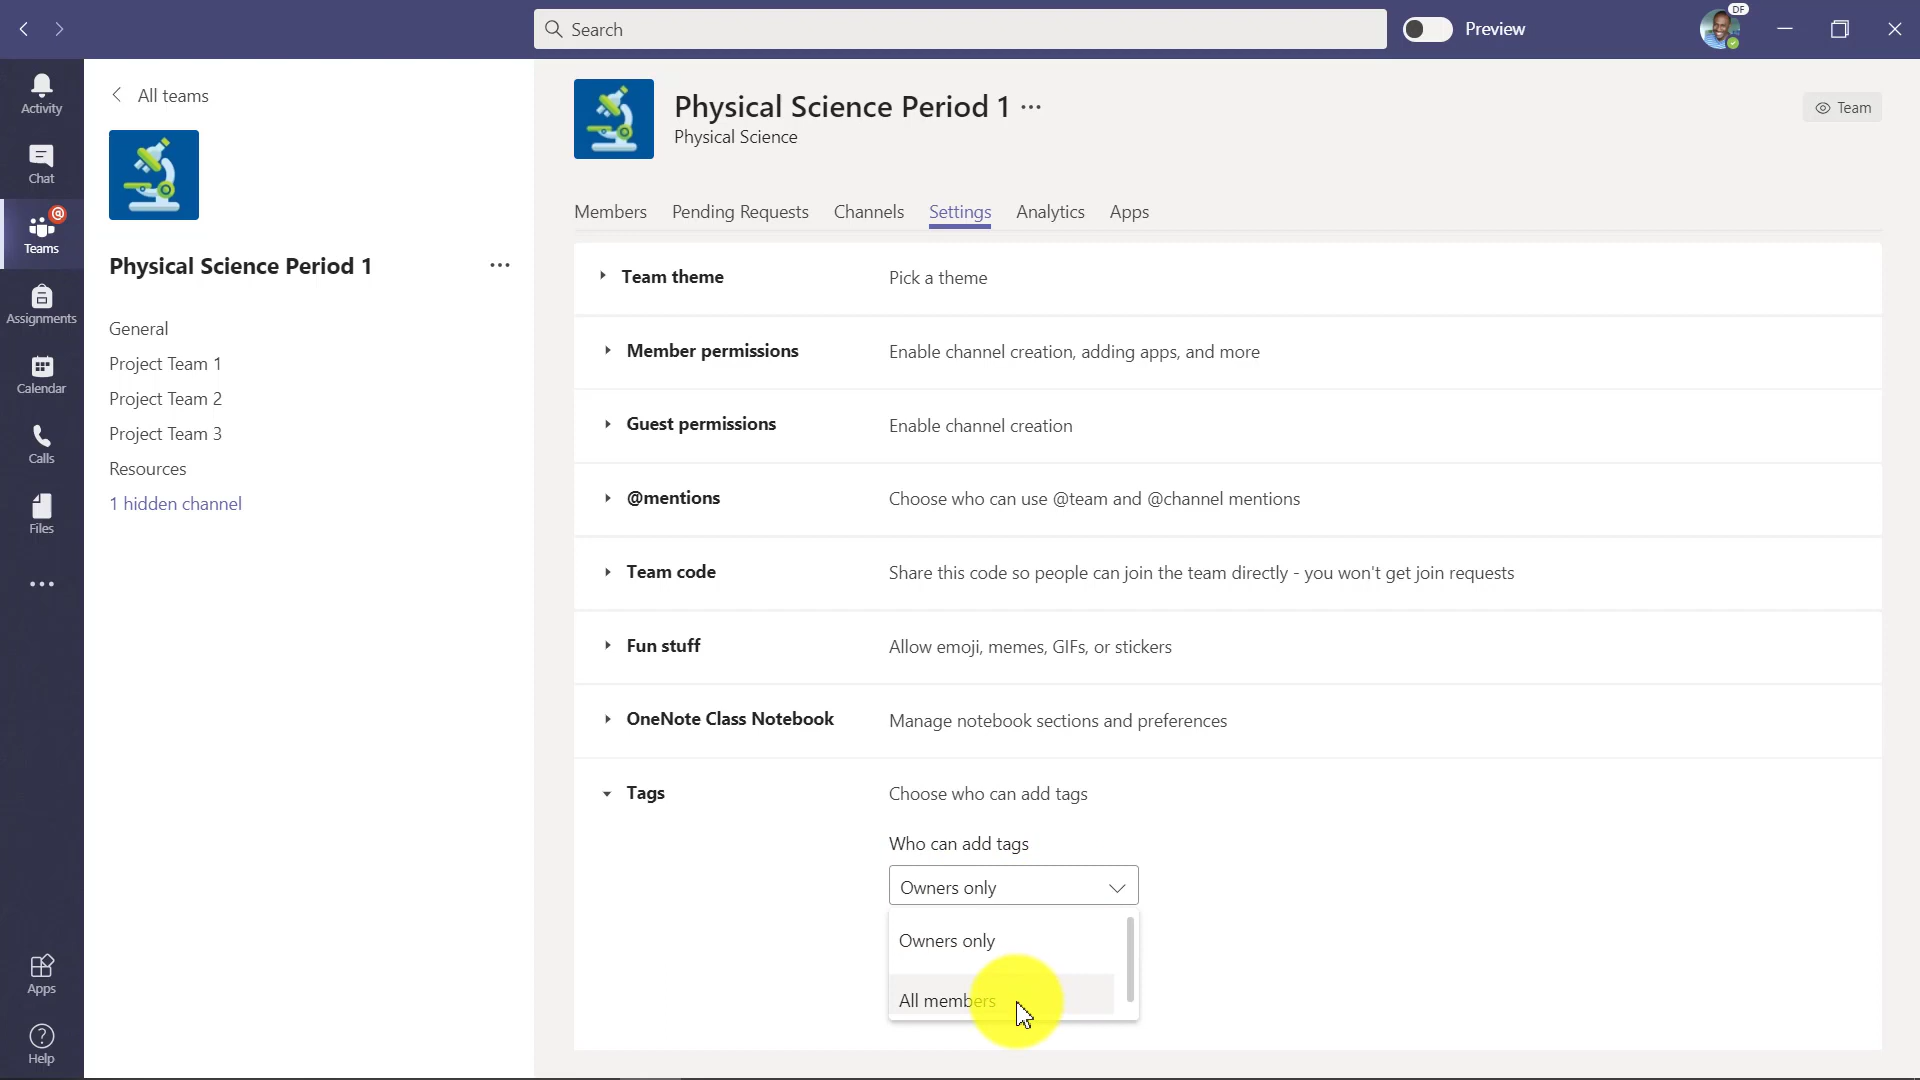 Search
Preview
DF
Activity
Chat
Teams
Assignments
Calendar
Calls
Files
Apps
Help
All teams
Physical Science Period 1
General
Project Team 1
Project Team 2
Project Team 3
Resources
1 hidden channel
Physical Science Period 1
Physical Science
Team
Members Pending Requests Channels Settings Analytics Apps
Team theme Pick a theme
Member permissions Enable channel creation, adding apps, and more
Guest permissions Enable channel creation
@mentions Choose who can use @team and @channel mentions
Team code Share this code so people can join the team directly - you won't get join requests
Fun stuff Allow emoji, memes, GIFs, or stickers
OneNote Class Notebook Manage notebook sections and preferences
Tags Choose who can add tags
Who can add tags
Owners only
Owners only
All members